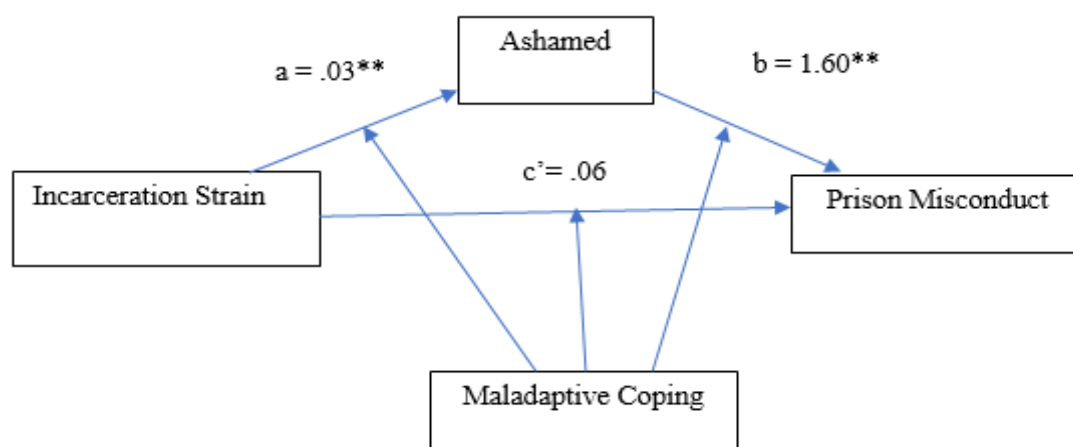 Ashamed
a = .03**
b = 1.60**
Incarceration Strain
c’= .06
Prison Misconduct
Maladaptive Coping